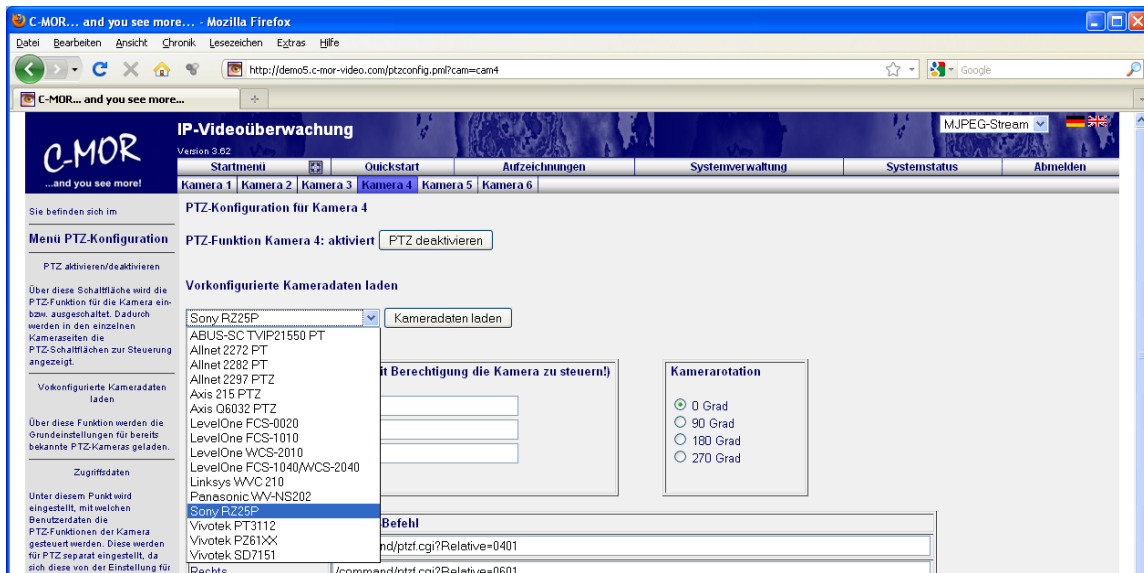 C-MOR... and you see more... - Mozilla Firefox
Datei Bearbeiten Ansicht Chronik Lesezeichen Extras Hilfe
http://demo5.c-mor-video.com/ptzconfig.pml?cam=cam4
Google
C-MOR... and you see more...
C-MOR
...and you see more!
IP-Videoüberwachung
Version 3.62
MJPEG-Stream
Startmenü Quickstart Aufzeichnungen Systemverwaltung Systemstatus Abmelden
Kamera 1 Kamera 2 Kamera 3 Kamera 4 Kamera 5 Kamera 6
Sie befinden sich im
Menü PTZ-Konfiguration
PTZ aktivieren/deaktivieren
Über diese Schaltfläche wird die
PTZ-Funktion für die Kamera ein-
bzw. ausgeschaltet. Dadurch
werden in den einzelnen
Kameraseiten die
PTZ-Schaltflächen zur Steuerung
angezeigt.
Vorkonfigurierte Kameradaten
laden
Über diese Funktion werden die
Grundeinstellungen für bereits
bekannte PTZ-Kameras geladen.
Zugriffsdaten
Unter diesem Punkt wird
eingestellt, mit welchen
Benutzerdaten die
PTZ-Funktionen der Kamera
gesteuert werden. Diese werden
für PTZ separat eingestellt, da
sich diese von der Einstellung für
PTZ-Konfiguration für Kamera 4
PTZ-Funktion Kamera 4: aktiviert PTZ deaktivieren
Vorkonfigurierte Kameradaten laden
Sony RZ25P Kameradaten laden
ABUS-SC TVIP21550 PT
Allnet 2272 PT
Allnet 2282 PT
Allnet 2297 PTZ
Axis 215 PTZ
Axis Q6032 PTZ
LevelOne FCS-0020
LevelOne FCS-1010
LevelOne WCS-2010
LevelOne FCS-1040/WCS-2040
Linksys WVC 210
Panasonic WV-NS202
Sony RZ25P
Vivotek PT3112
Vivotek PZ61XX
Vivotek SD7151
it Berechtigung die Kamera zu steuern!)
Kamerarotation
0 Grad
90 Grad
180 Grad
270 Grad
-Befehl
nd/ptzf.cgi?Relative=0401
Rechts /command/ptzf.cgi?Relative=0601